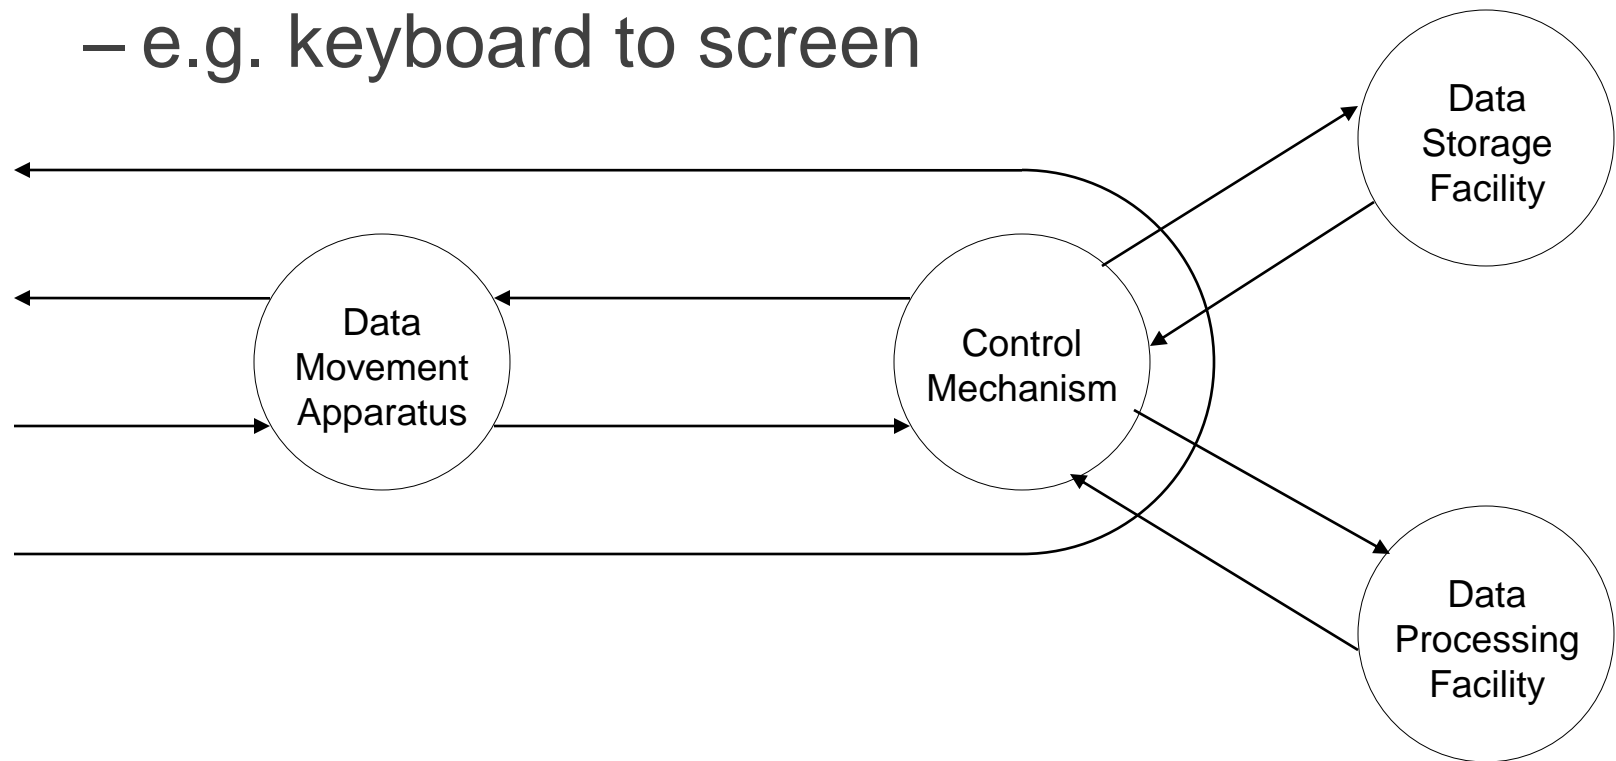 – e.g. keyboard to screen
Data
Storage
Facility
Data
Movement
Apparatus
Control
Mechanism
Data
Processing
Facility